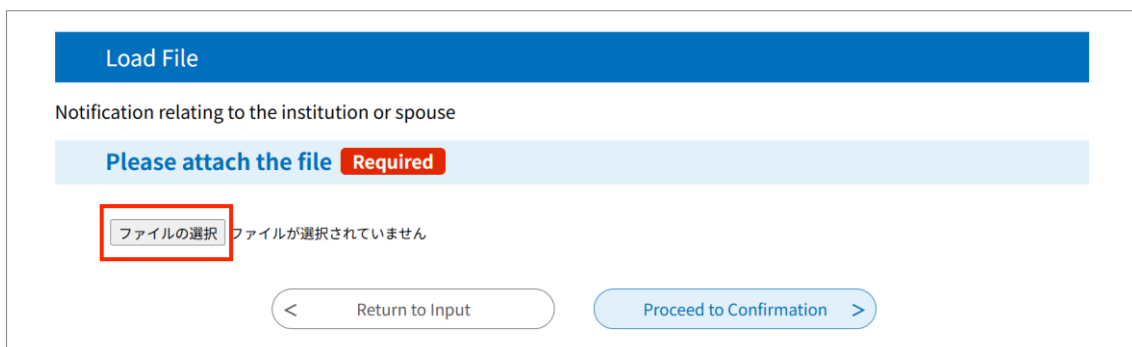 Load File
Notification relating to the institution or spouse
Please attach the file Required
ファイルの選択 ファイルが選択されていません
< Return to Input Proceed to Confirmation >